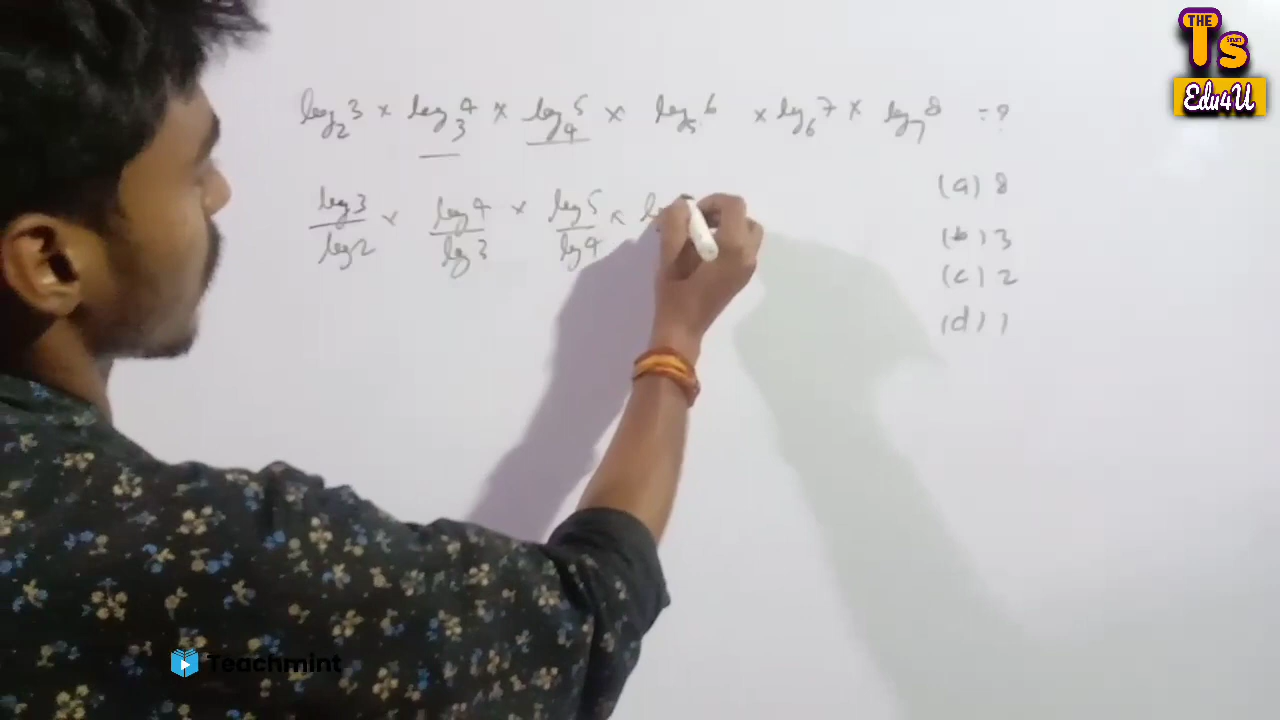 THE
Ts
Smart
Edu4U
log₂3 × log₃4 × log₄5 × log₅6 × log₆7 × log₇8 = ?
log3/log2 × log4/log3 × log5/log4 ×
(a) 8
(b) 3
(c) 2
(d) 1
Teachmint